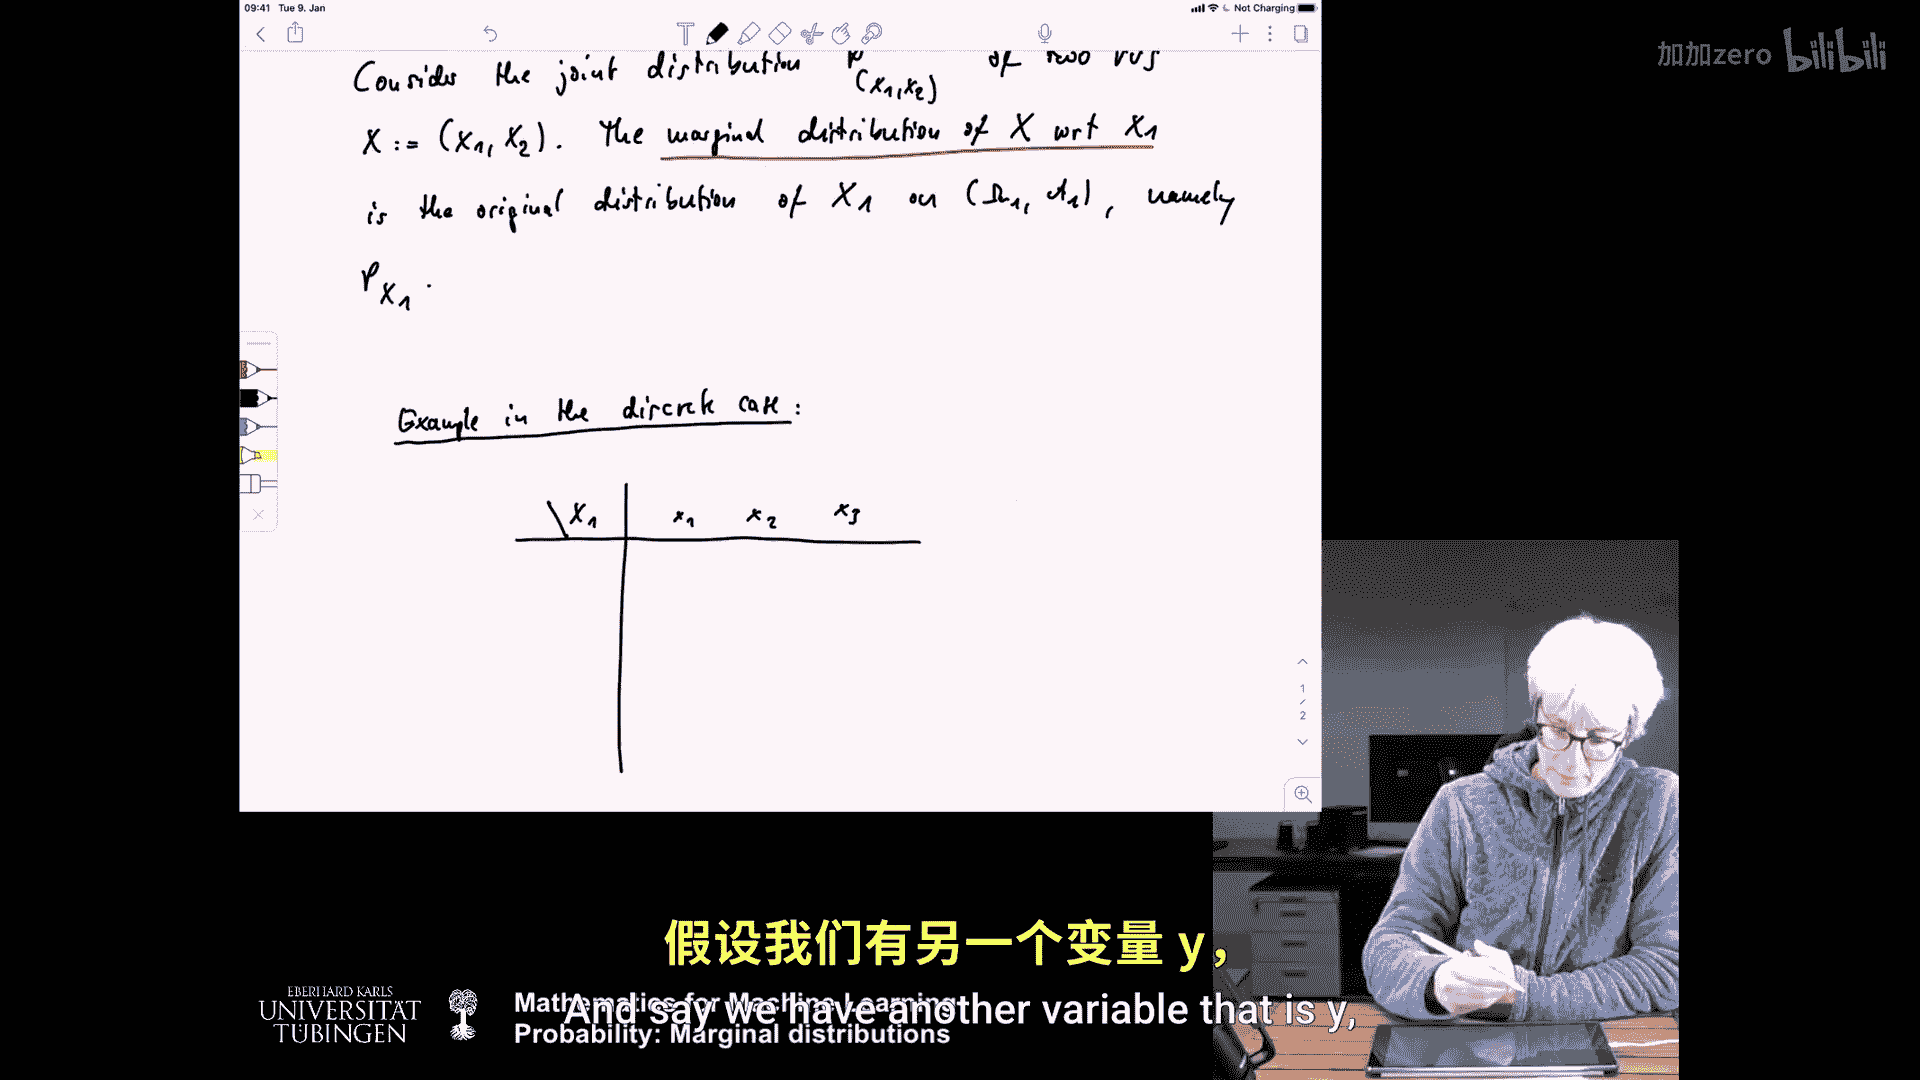 09:41 Tue 9. Jan
Not Charging
加加zero bilibili
Consider the joint distribution P(X1,X2) of two rvs
X := (X1, X2). The marginal distribution of X wrt X1
is the original distribution of X1 on (Ω1, A1), namely
PX1.
Example in the discrete case:
X1 x1 x2 x3
1
/
2
假设我们有另一个变量 y，
And say we have another variable that is y,
EBERHARD KARLS
UNIVERSITÄT
TÜBINGEN
Mathematics for Machine Learning
Probability: Marginal distributions